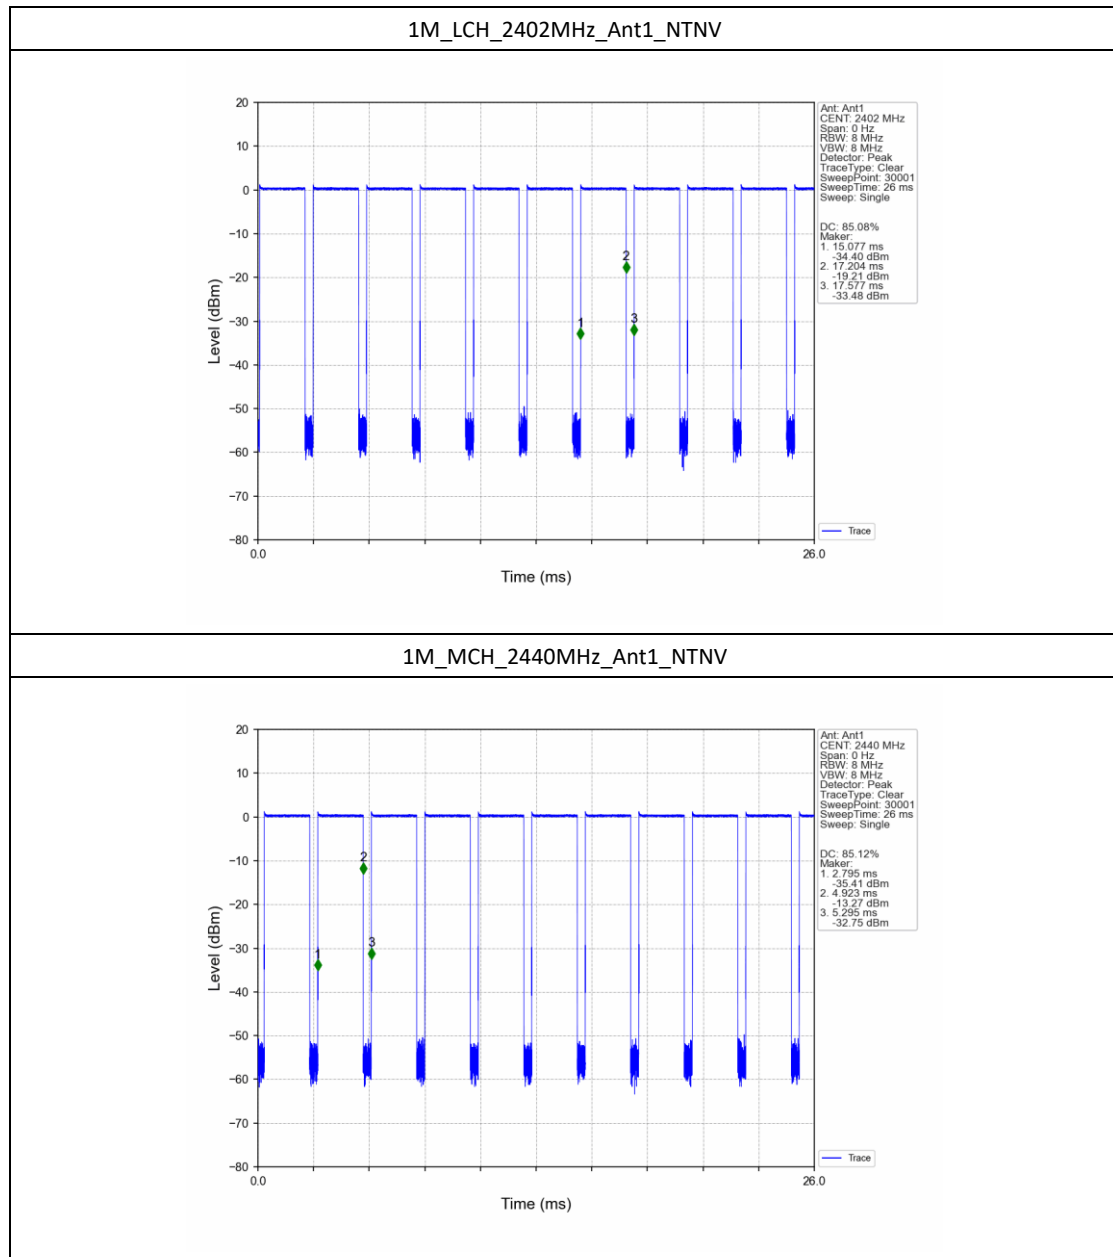 1M_LCH_2402MHz_Ant1_NTNV
20
10
0
−10
−20
−30
−40
−50
−60
−70
−80
Level (dBm)
1
2
3
0.0
26.0
Time (ms)
Ant: Ant1
CENT: 2402 MHz
Span: 0 Hz
RBW: 8 MHz
VBW: 8 MHz
Detector: Peak
TraceType: Clear
SweepPoint: 30001
SweepTime: 26 ms
Sweep: Single
DC: 85.08%
Maker:
1. 15.077 ms
-34.40 dBm
2. 17.204 ms
-19.21 dBm
3. 17.577 ms
-33.48 dBm
Trace
1M_MCH_2440MHz_Ant1_NTNV
20
10
0
−10
−20
−30
−40
−50
−60
−70
−80
Level (dBm)
1
2
3
0.0
26.0
Time (ms)
Ant: Ant1
CENT: 2440 MHz
Span: 0 Hz
RBW: 8 MHz
VBW: 8 MHz
Detector: Peak
TraceType: Clear
SweepPoint: 30001
SweepTime: 26 ms
Sweep: Single
DC: 85.12%
Maker:
1. 2.795 ms
-35.41 dBm
2. 4.923 ms
-13.27 dBm
3. 5.295 ms
-32.75 dBm
Trace